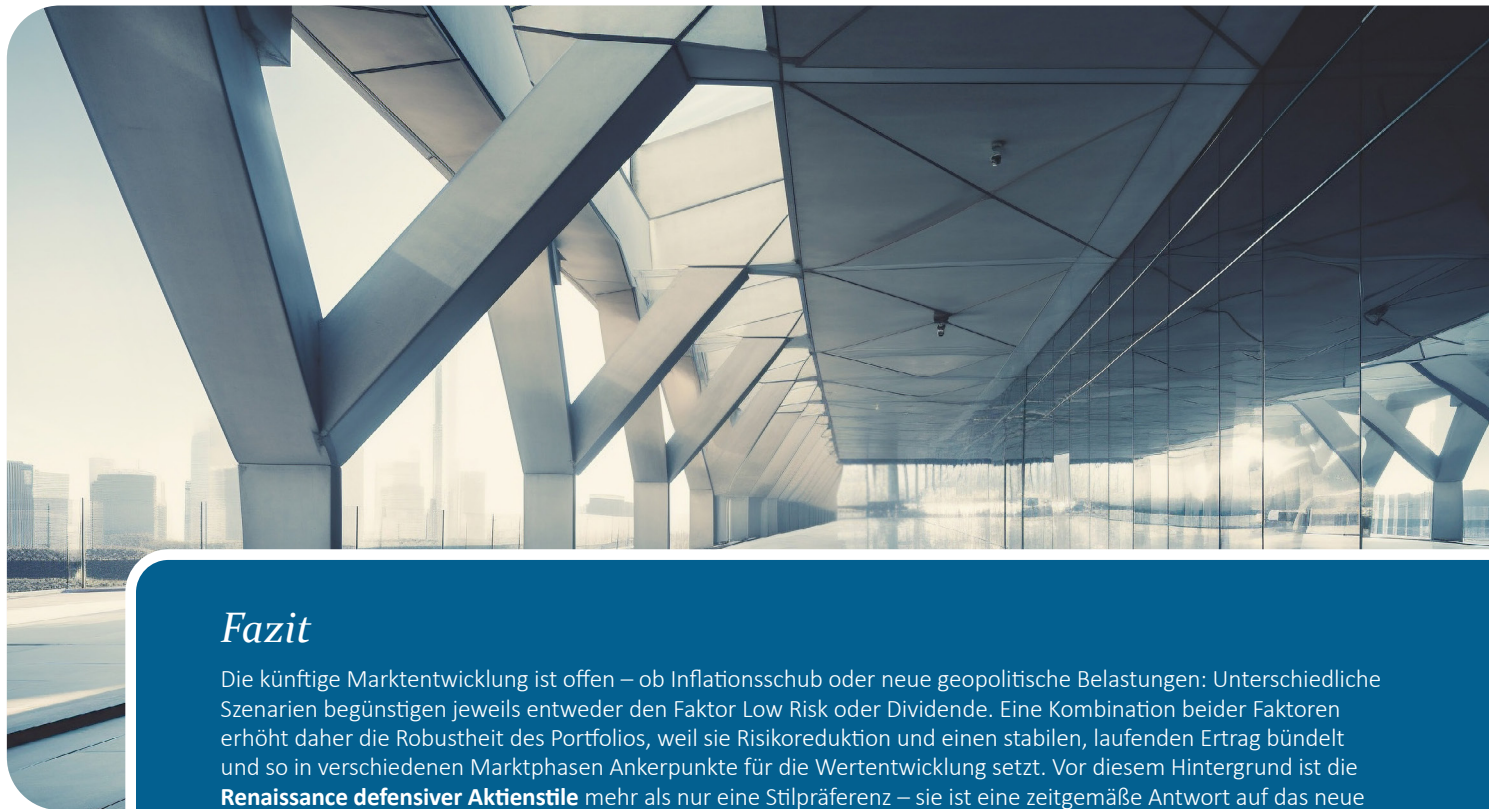 Fazit
Die künftige Marktentwicklung ist offen – ob Inflationsschub oder neue geopolitische Belastungen: Unterschiedliche
Szenarien begünstigen jeweils entweder den Faktor Low Risk oder Dividende. Eine Kombination beider Faktoren
erhöht daher die Robustheit des Portfolios, weil sie Risikoreduktion und einen stabilen, laufenden Ertrag bündelt
und so in verschiedenen Marktphasen Ankerpunkte für die Wertentwicklung setzt. Vor diesem Hintergrund ist die
Renaissance defensiver Aktienstile mehr als nur eine Stilpräferenz – sie ist eine zeitgemäße Antwort auf das neue